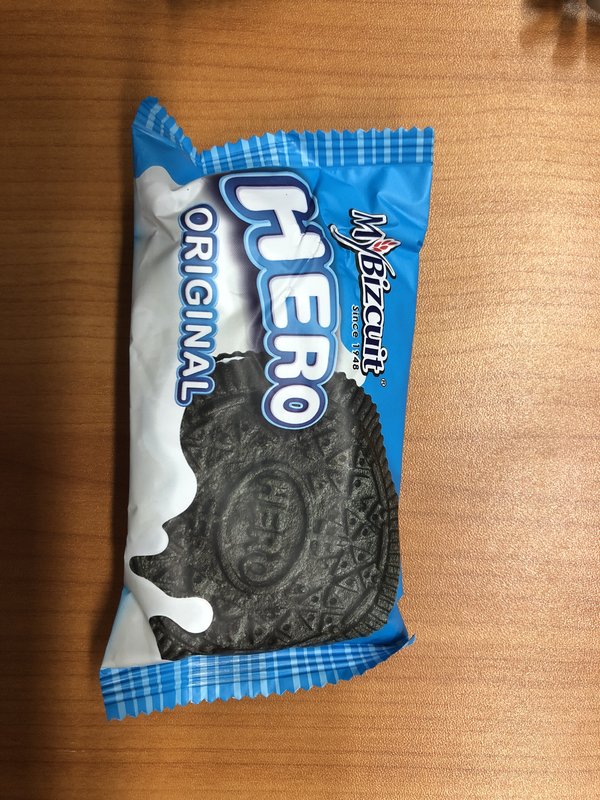 MyBizcuit®
Since 1948
HERO
ORIGINAL
HERO